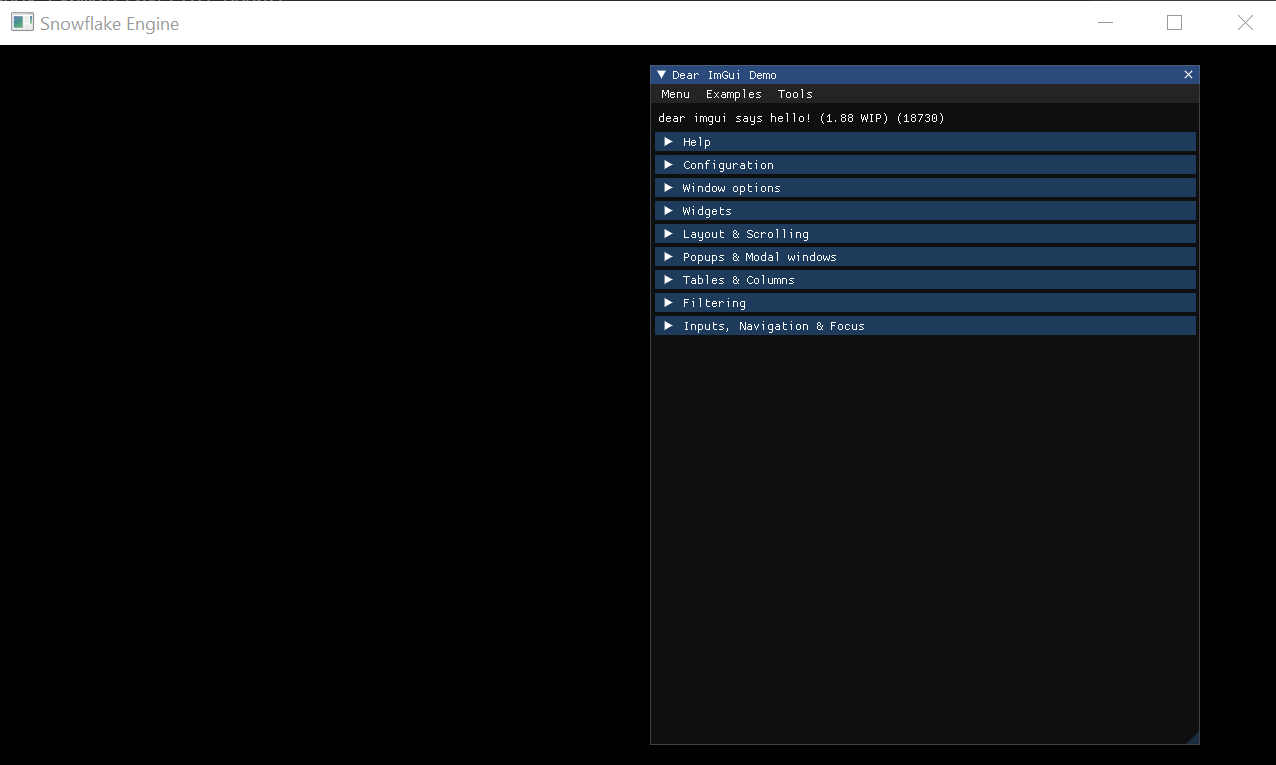 Snowflake Engine
Dear ImGui Demo
Menu Examples Tools
dear imgui says hello! (1.88 WIP) (18730)
Help
Configuration
Window options
Widgets
Layout & Scrolling
Popups & Modal windows
Tables & Columns
Filtering
Inputs, Navigation & Focus